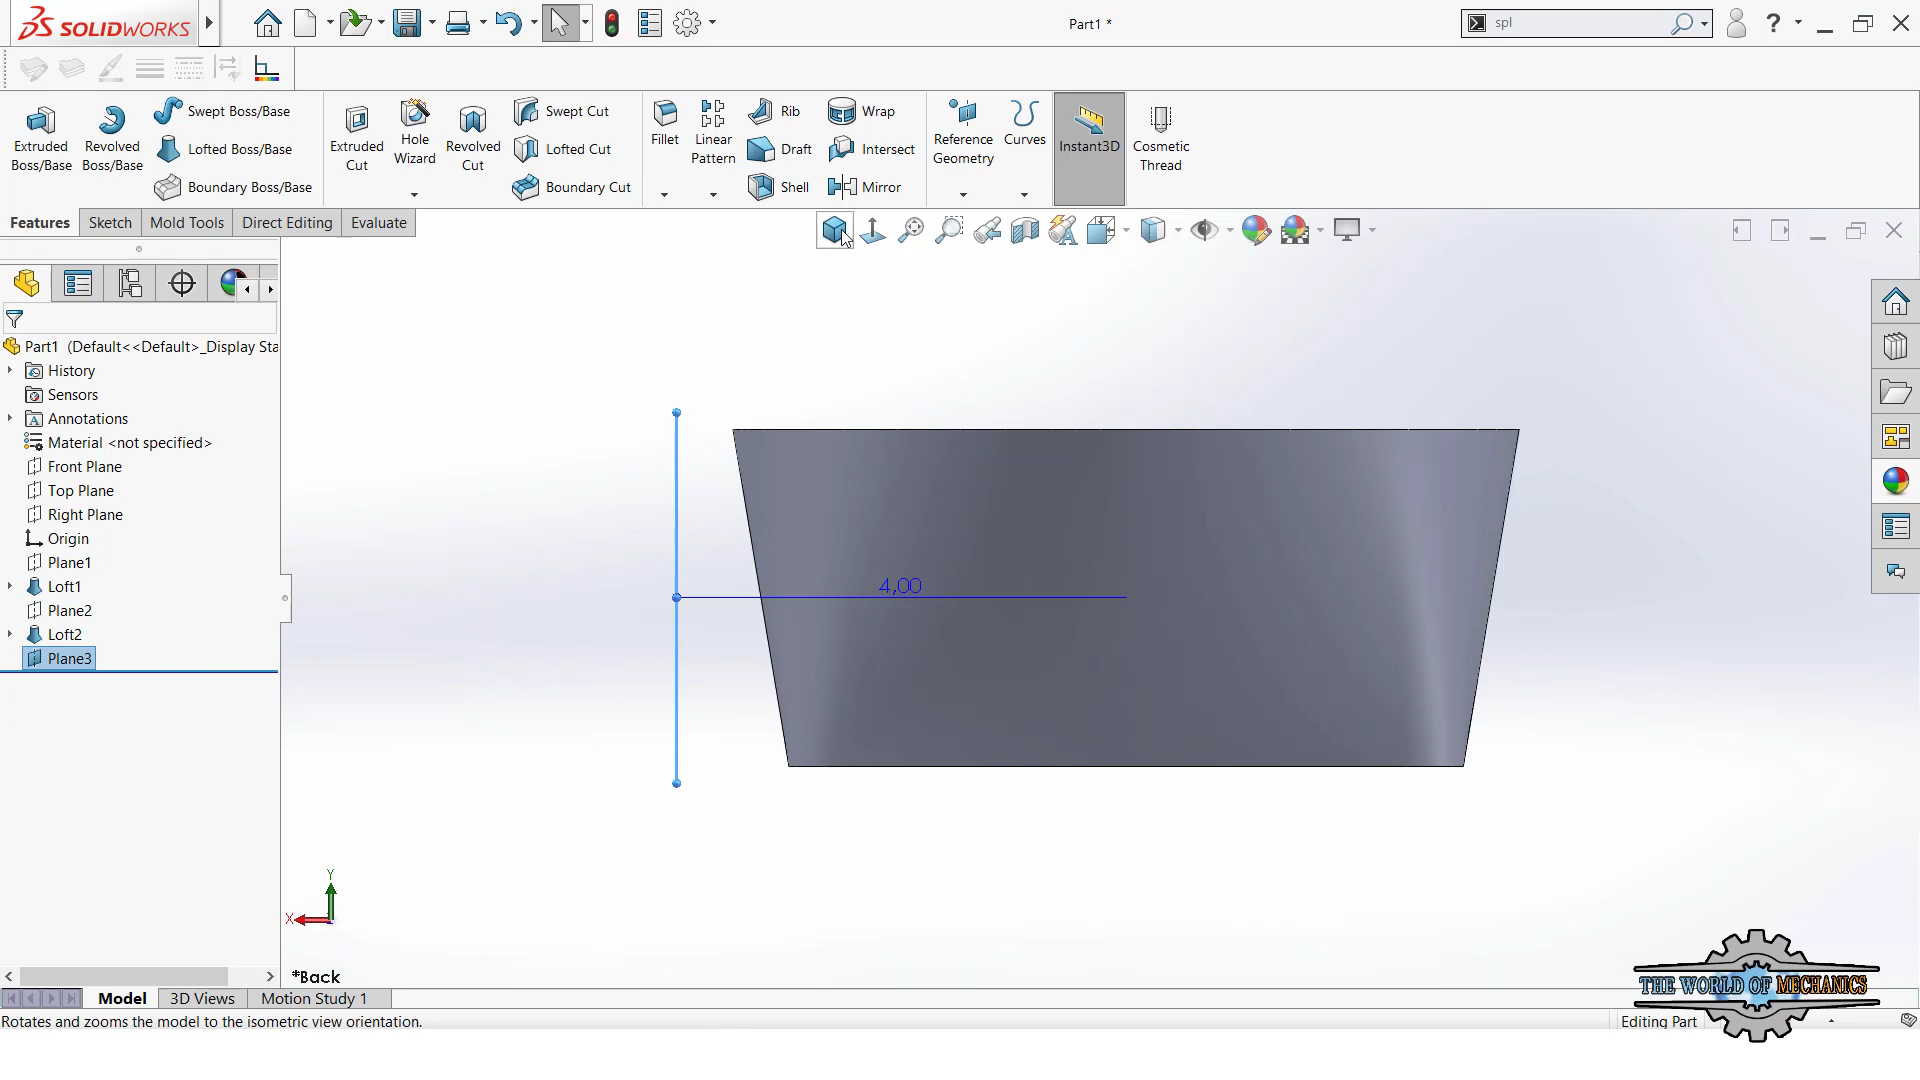 SOLIDWORKS
Part1 *
spl
Extruded Boss/Base
Revolved Boss/Base
Swept Boss/Base
Lofted Boss/Base
Boundary Boss/Base
Extruded Cut
Hole Wizard
Revolved Cut
Swept Cut
Lofted Cut
Boundary Cut
Fillet
Linear Pattern
Rib
Draft
Shell
Wrap
Intersect
Mirror
Reference Geometry
Curves
Instant3D
Cosmetic Thread
Features
Sketch
Mold Tools
Direct Editing
Evaluate
Part1 (Default<<Default>_Display Sta
History
Sensors
Annotations
Material <not specified>
Front Plane
Top Plane
Right Plane
Origin
Plane1
Loft1
Plane2
Loft2
Plane3
4,00
Y
X
*Back
Model
3D Views
Motion Study 1
Rotates and zooms the model to the isometric view orientation.
Editing Part
THE WORLD OF MECHANICS